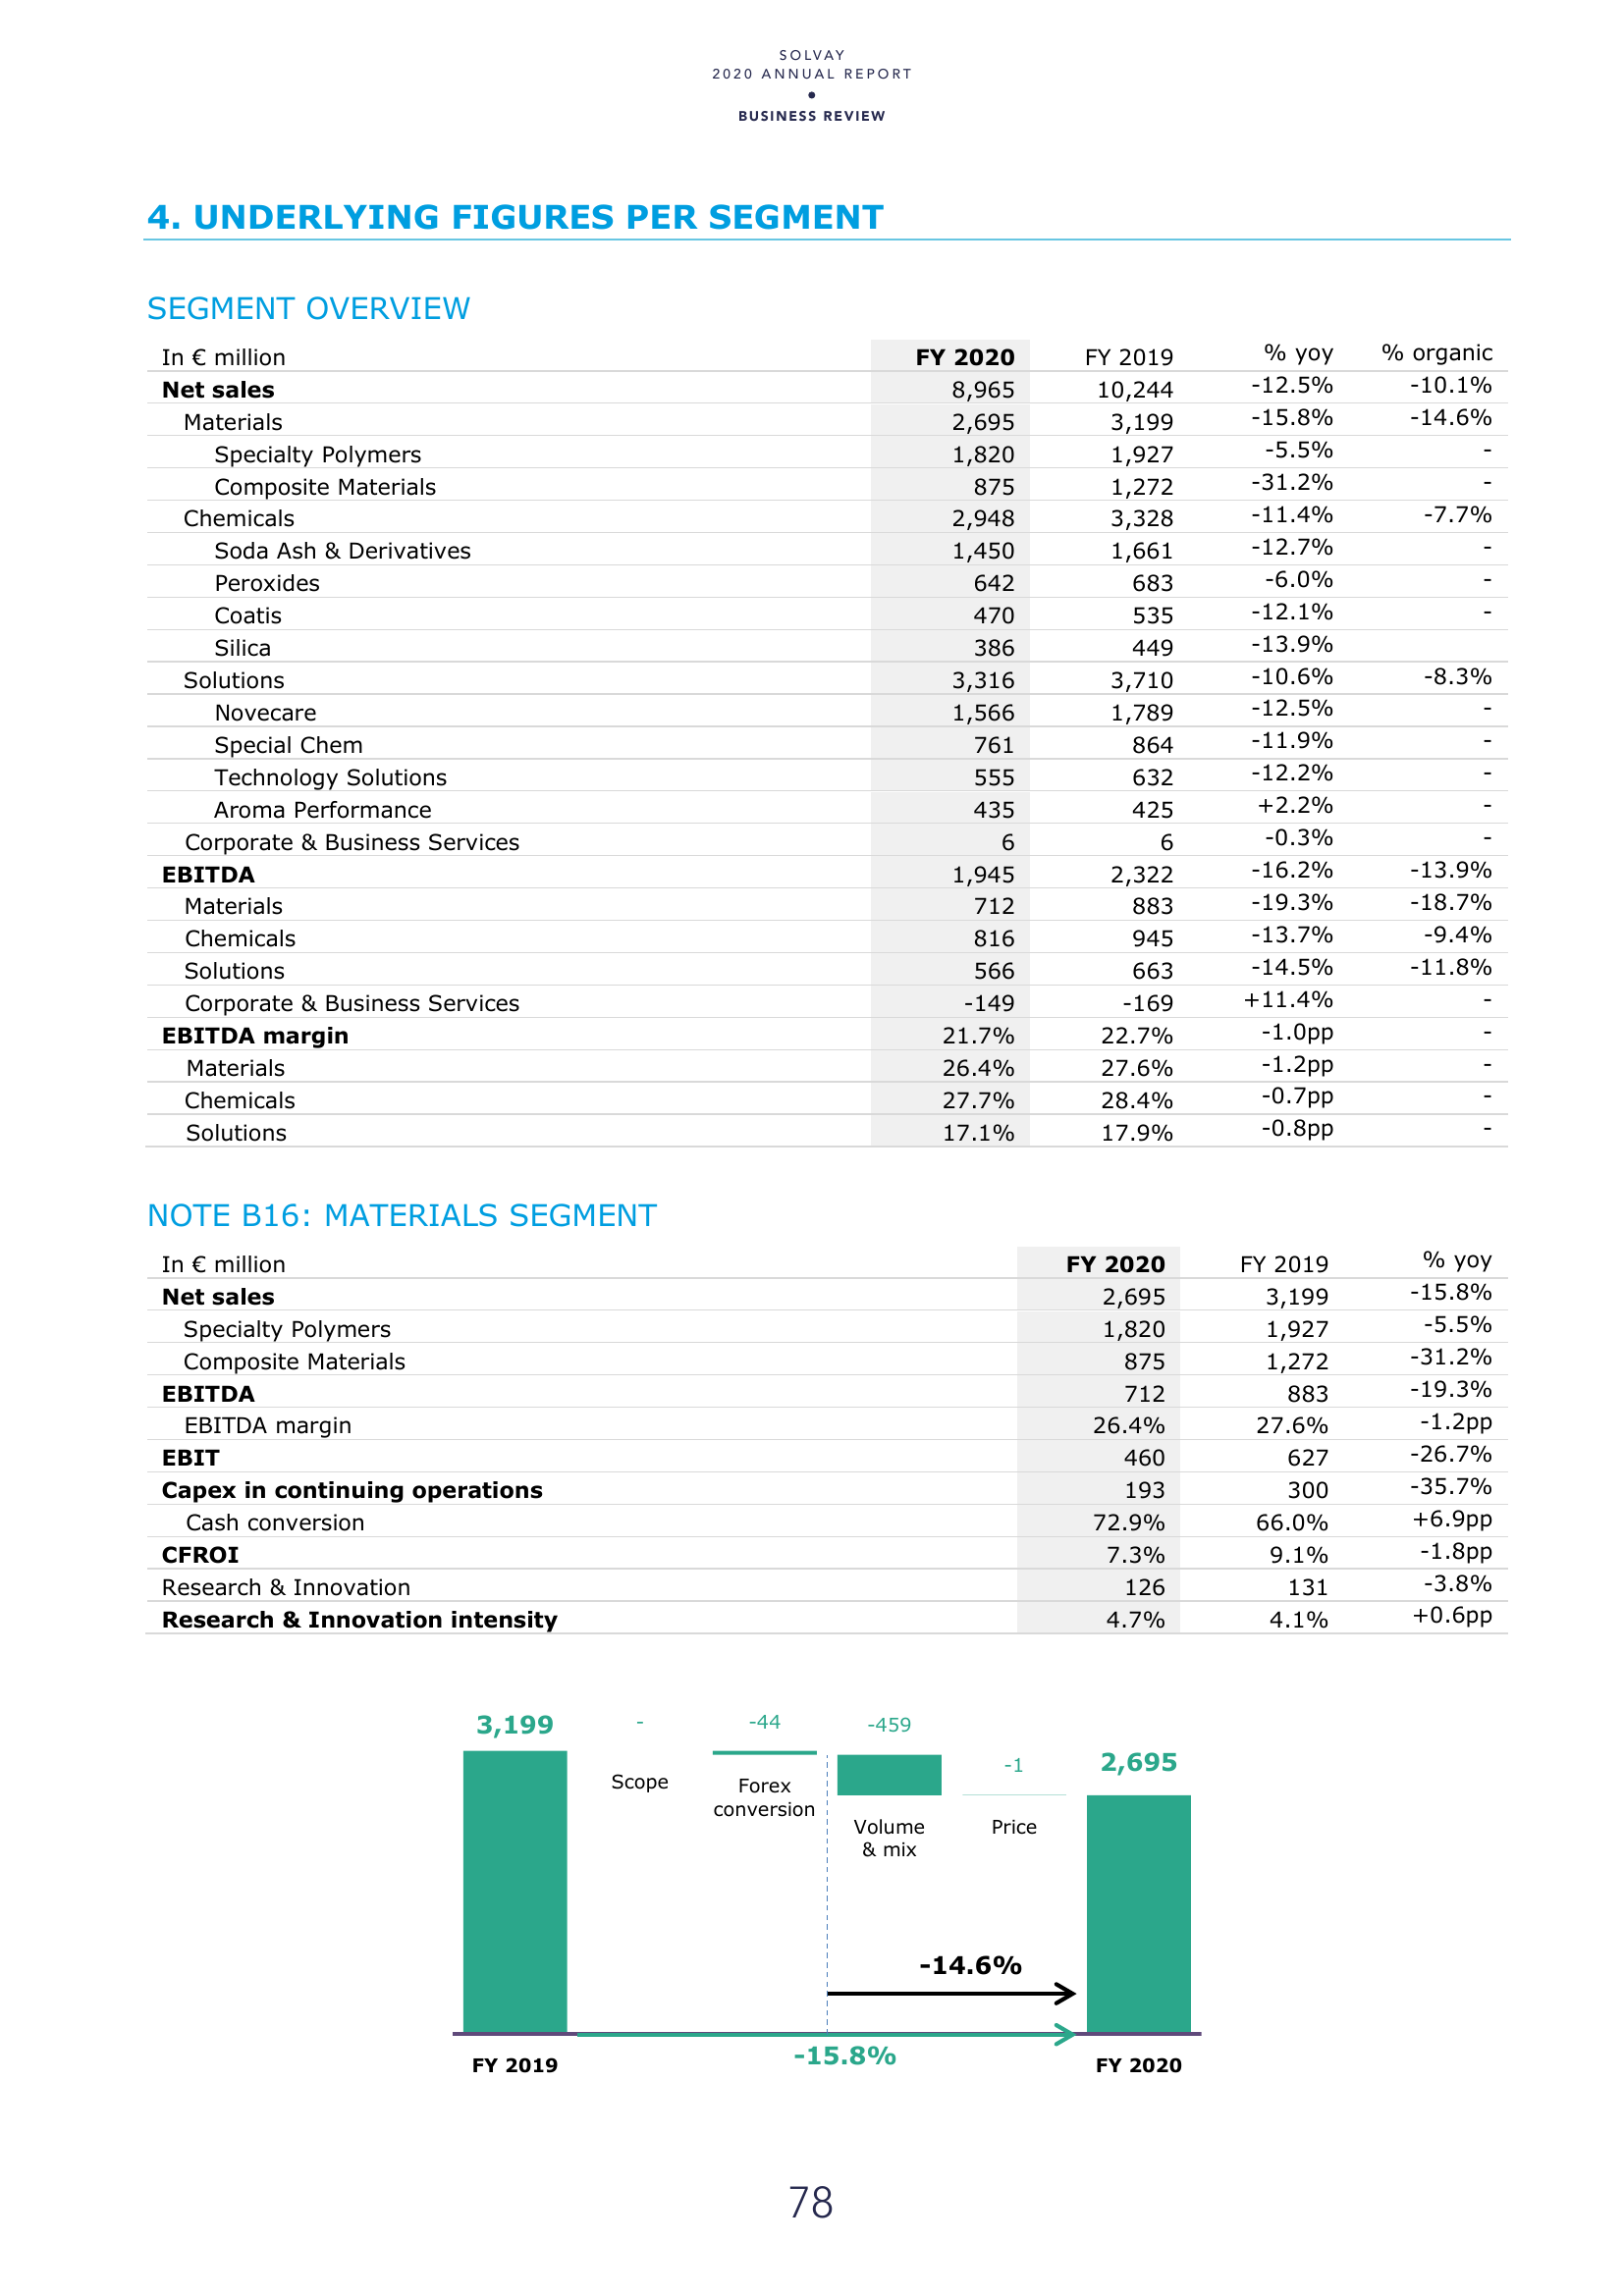 SOLVAY
2020 ANNUAL REPORT
•
BUSINESS REVIEW
4. UNDERLYING FIGURES PER SEGMENT
SEGMENT OVERVIEW
In € million FY 2020 FY 2019 % yoy % organic
Net sales 8,965 10,244 -12.5% -10.1%
Materials 2,695 3,199 -15.8% -14.6%
Specialty Polymers 1,820 1,927 -5.5% -
Composite Materials 875 1,272 -31.2% -
Chemicals 2,948 3,328 -11.4% -7.7%
Soda Ash & Derivatives 1,450 1,661 -12.7% -
Peroxides 642 683 -6.0% -
Coatis 470 535 -12.1% -
Silica 386 449 -13.9%
Solutions 3,316 3,710 -10.6% -8.3%
Novecare 1,566 1,789 -12.5% -
Special Chem 761 864 -11.9% -
Technology Solutions 555 632 -12.2% -
Aroma Performance 435 425 +2.2% -
Corporate & Business Services 6 6 -0.3% -
EBITDA 1,945 2,322 -16.2% -13.9%
Materials 712 883 -19.3% -18.7%
Chemicals 816 945 -13.7% -9.4%
Solutions 566 663 -14.5% -11.8%
Corporate & Business Services -149 -169 +11.4% -
EBITDA margin 21.7% 22.7% -1.0pp -
Materials 26.4% 27.6% -1.2pp -
Chemicals 27.7% 28.4% -0.7pp -
Solutions 17.1% 17.9% -0.8pp -
NOTE B16: MATERIALS SEGMENT
In € million FY 2020 FY 2019 % yoy
Net sales 2,695 3,199 -15.8%
Specialty Polymers 1,820 1,927 -5.5%
Composite Materials 875 1,272 -31.2%
EBITDA 712 883 -19.3%
EBITDA margin 26.4% 27.6% -1.2pp
EBIT 460 627 -26.7%
Capex in continuing operations 193 300 -35.7%
Cash conversion 72.9% 66.0% +6.9pp
CFROI 7.3% 9.1% -1.8pp
Research & Innovation 126 131 -3.8%
Research & Innovation intensity 4.7% 4.1% +0.6pp
3,199 - -44 -459 -1 2,695
Scope Forex conversion Volume & mix Price
-14.6%
-15.8%
FY 2019 FY 2020
78